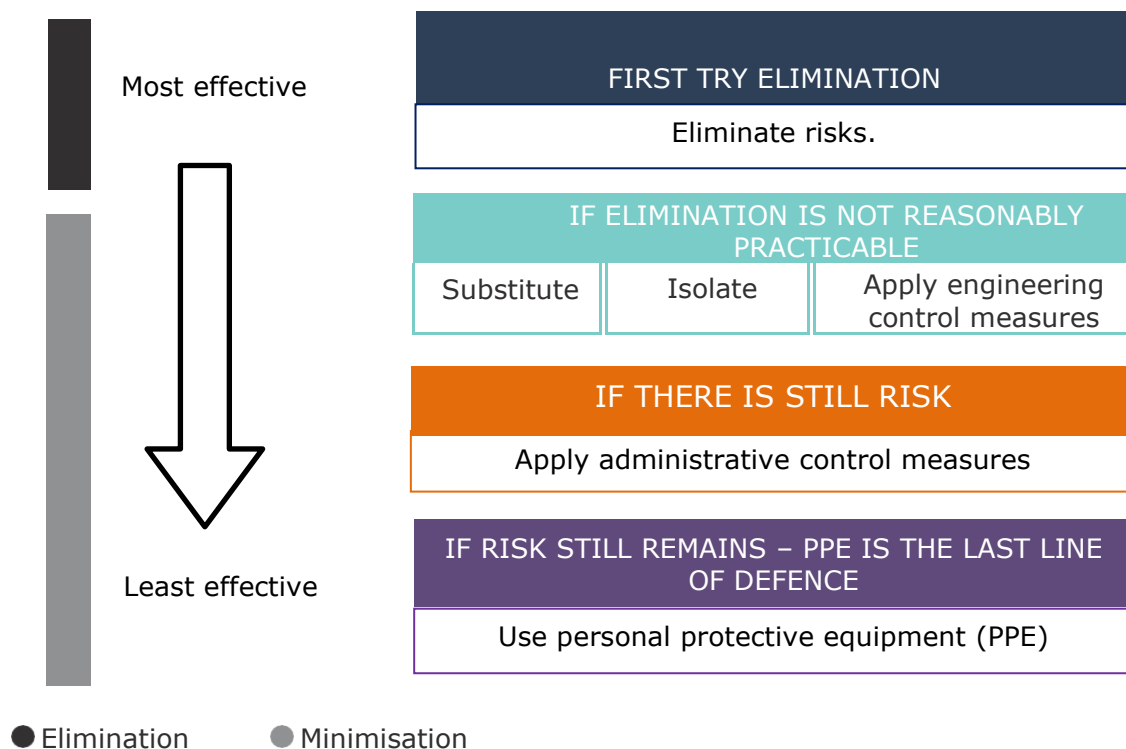 Most effective
FIRST TRY ELIMINATION
Eliminate risks.
IF ELIMINATION IS NOT REASONABLY
PRACTICABLE
Substitute
Isolate
Apply engineering
control measures
IF THERE IS STILL RISK
Apply administrative control measures
IF RISK STILL REMAINS – PPE IS THE LAST LINE
OF DEFENCE
Least effective
Use personal protective equipment (PPE)
Elimination
Minimisation